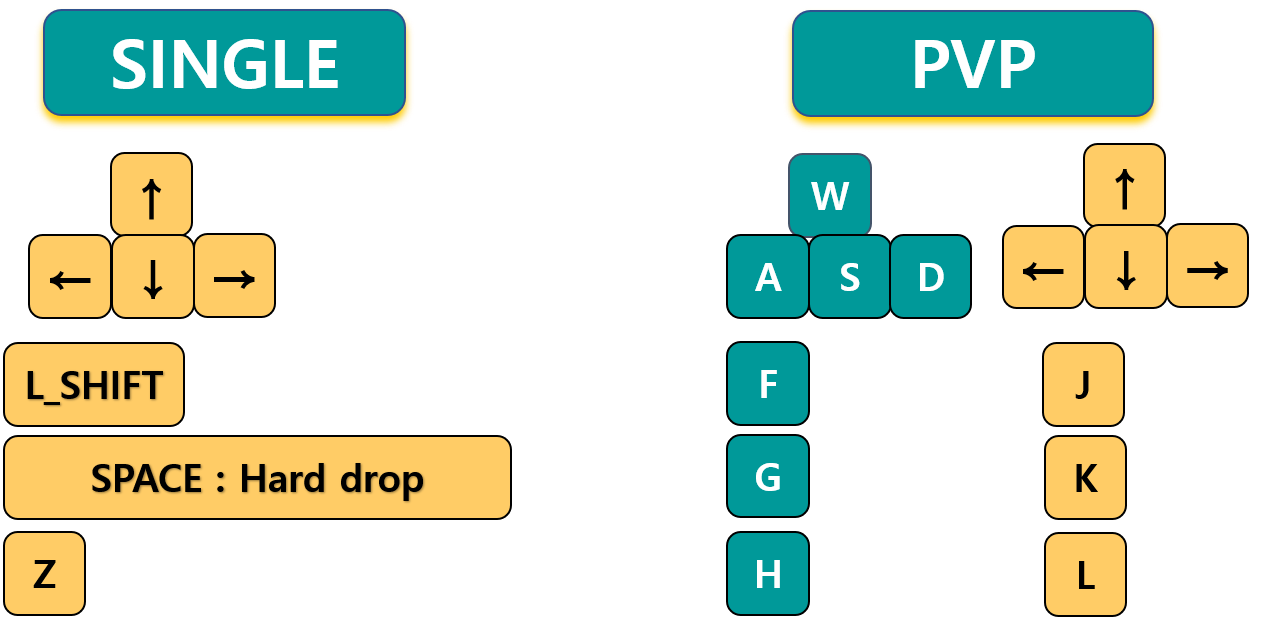 SINGLE
↑
← ↓ →
L_SHIFT
SPACE : Hard drop
Z
PVP
W
A S D
F
G
H
↑
← ↓ →
J
K
L